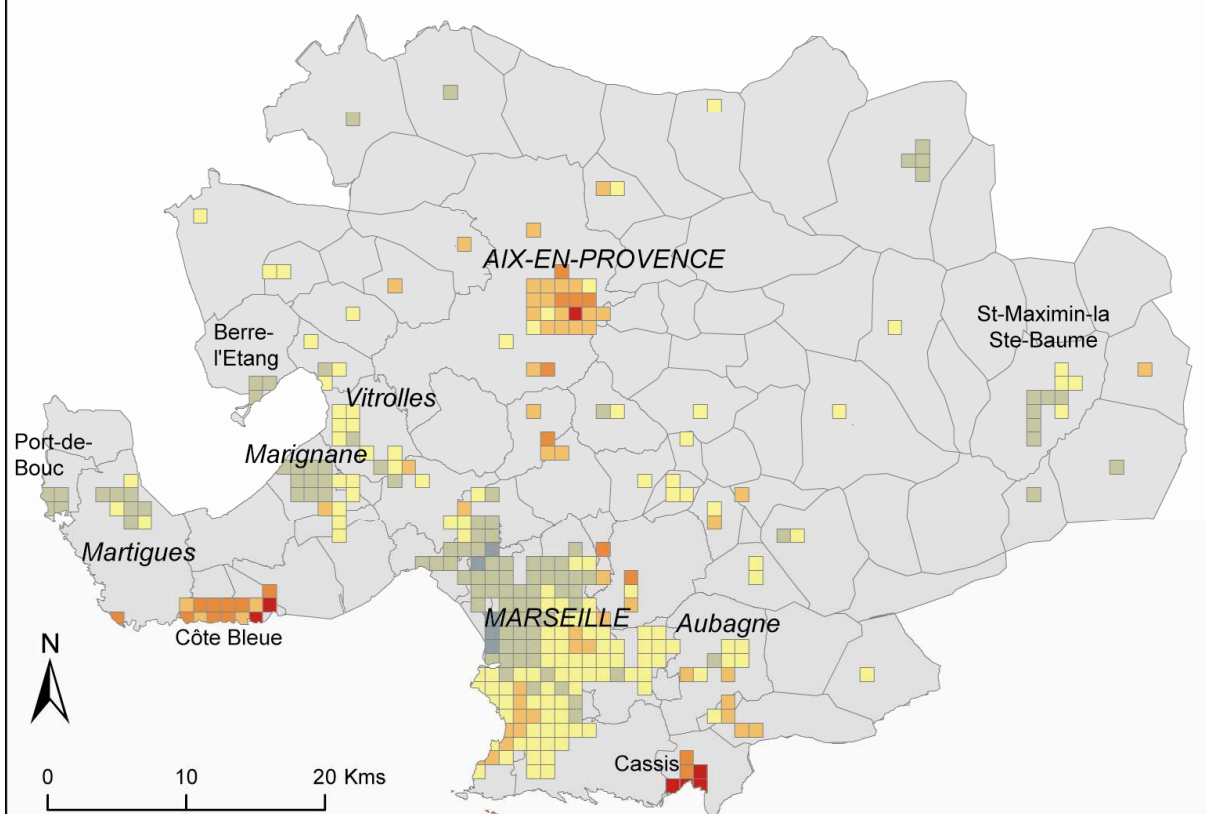 AIX-EN-PROVENCE
St-Maximin-la
Ste-Baume
Berre-
l'Etang
Vitrolles
Port-de-
Bouc
Marignane
Martigues
MARSEILLE
Aubagne
Côte Bleue
N
Cassis
0 10 20 Kms